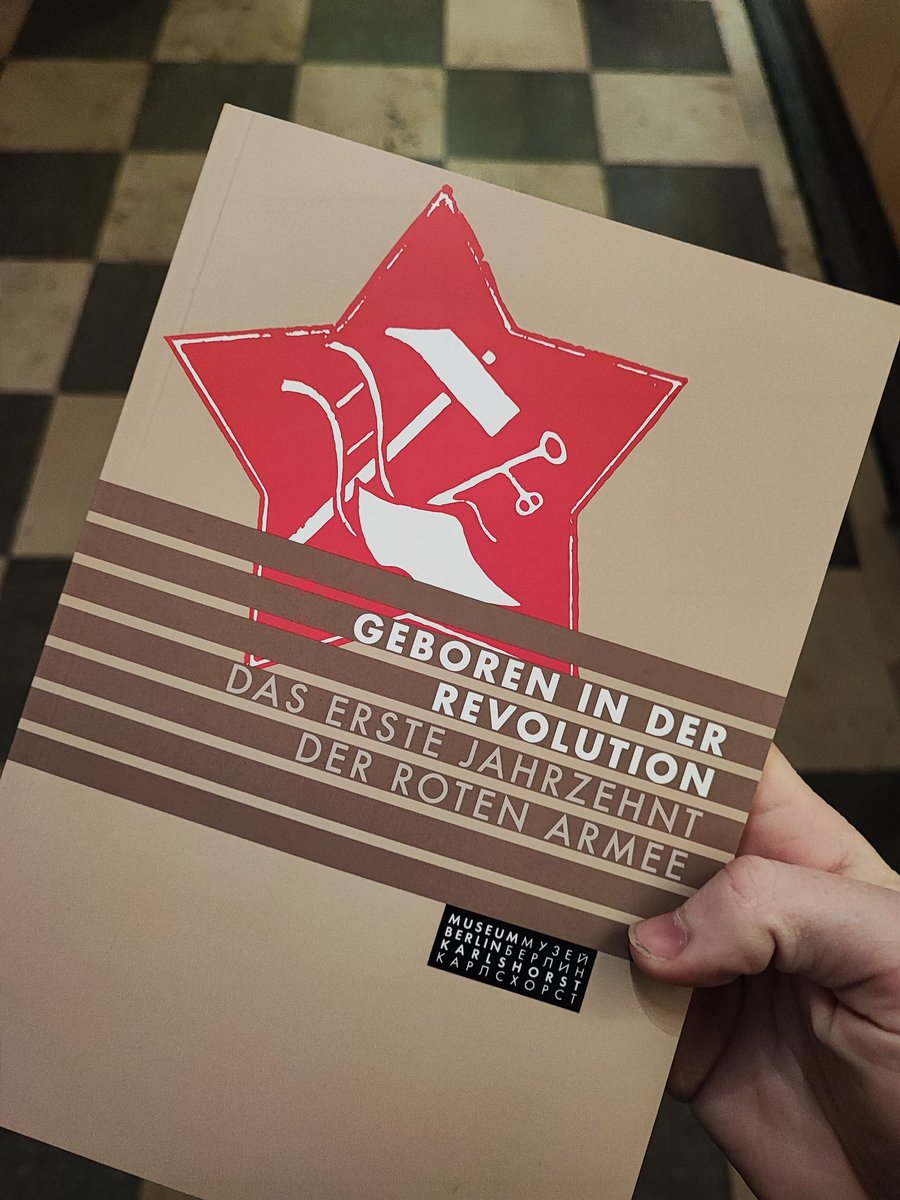 GEBOREN IN DER
REVOLUTION
DAS ERSTE JAHRZEHNT
DER ROTEN ARMEE
MUSEUMМУЗЕЙ
BERLINБЕРЛИН
KARLSHORST
КАРЛСХОРСТ